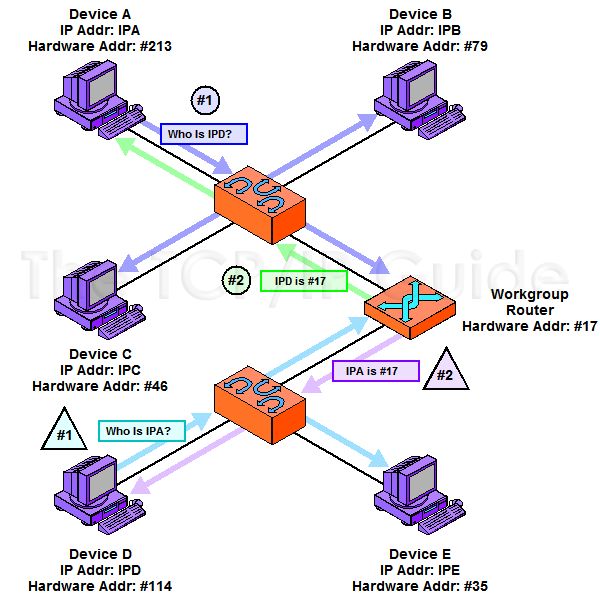 Device A
IP Addr: IPA
Hardware Addr: #213
Device B
IP Addr: IPB
Hardware Addr: #79
#1
Who Is IPD?
The TCP/IP Guide
#2
IPD is #17
Workgroup
Router
Hardware Addr: #17
Device C
IP Addr: IPC
Hardware Addr: #46
IPA is #17
#2
#1
Who Is IPA?
Device D
IP Addr: IPD
Hardware Addr: #114
Device E
IP Addr: IPE
Hardware Addr: #35